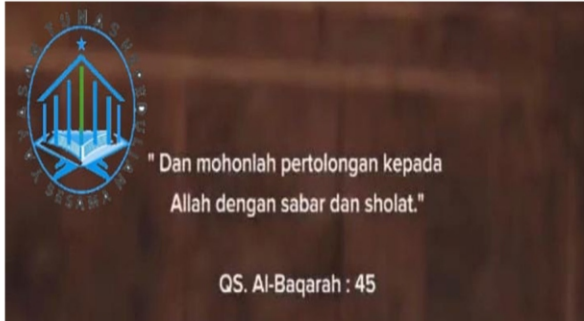 " Dan mohonlah pertolongan kepada
Allah dengan sabar dan sholat."
QS. Al-Baqarah : 45